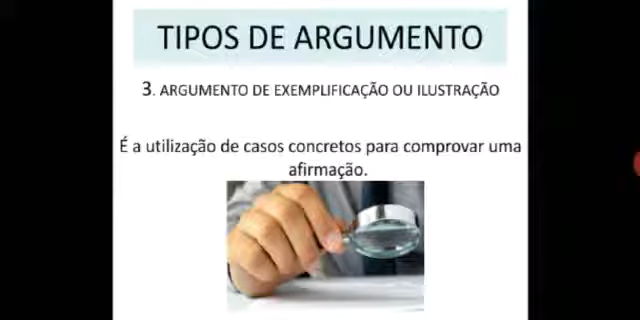 TIPOS DE ARGUMENTO
3. ARGUMENTO DE EXEMPLIFICAÇÃO OU ILUSTRAÇÃO
É a utilização de casos concretos para comprovar uma
afirmação.